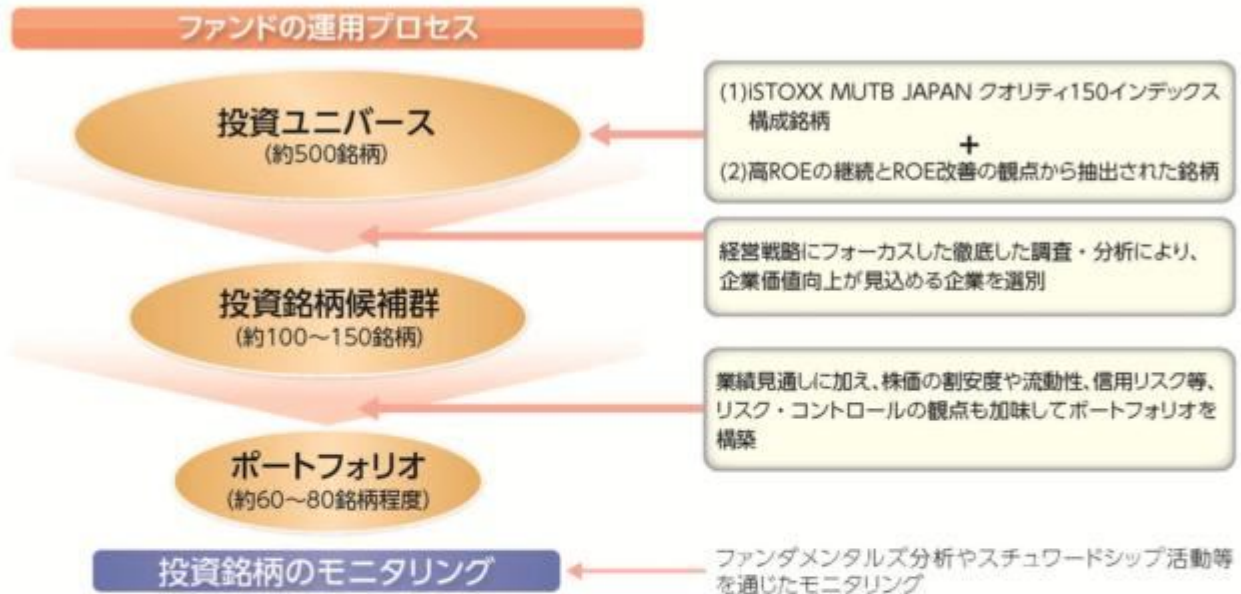 ファンドの運用プロセス
投資ユニバース
(約500銘柄)
(1)iSTOXX MUTB JAPAN クオリティ150インデックス
構成銘柄
+
(2)高ROEの継続とROE改善の観点から抽出された銘柄
経営戦略にフォーカスした徹底した調査・分析により、
企業価値向上が見込める企業を選別
投資銘柄候補群
(約100～150銘柄)
業績見通しに加え、株価の割安度や流動性、信用リスク等、
リスク・コントロールの観点も加味してポートフォリオを
構築
ポートフォリオ
(約60～80銘柄程度)
投資銘柄のモニタリング
ファンダメンタルズ分析やスチュワードシップ活動等
を通じたモニタリング